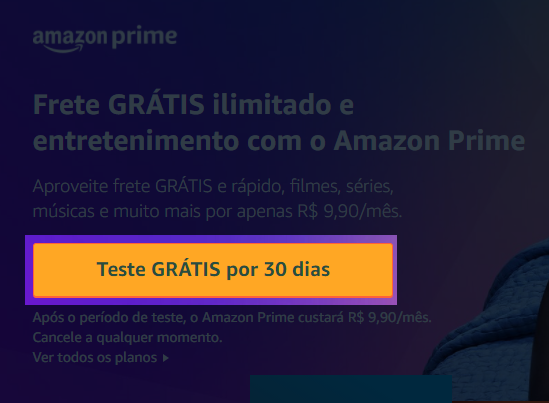 amazon prime
Frete GRÁTIS ilimitado e
entretenimento com o Amazon Prime
Aproveite frete GRÁTIS e rápido, filmes, séries,
músicas e muito mais por apenas R$ 9,90/mês.
Teste GRÁTIS por 30 dias
Após o período de teste, o Amazon Prime custará R$ 9,90/mês.
Cancele a qualquer momento.
Ver todos os planos